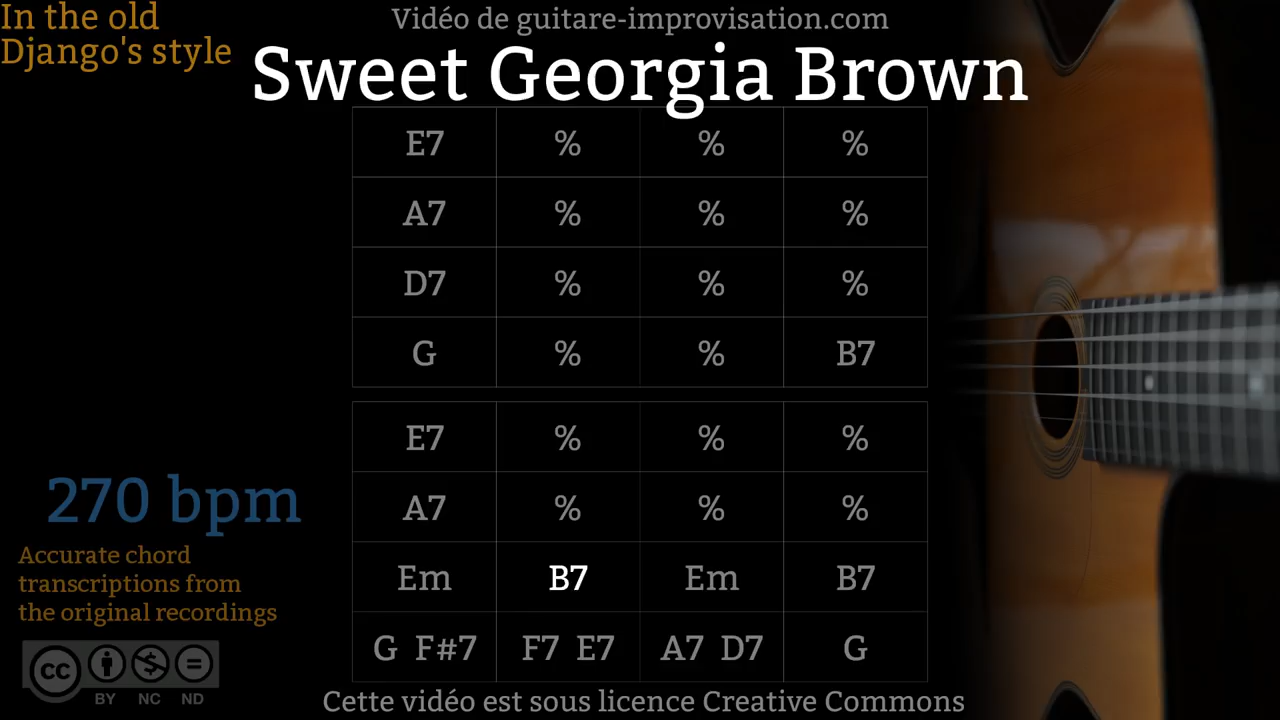 In the old
Django's style
Vidéo de guitare-improvisation.com
Sweet Georgia Brown
E7 % % %
A7 % % %
D7 % % %
G % % B7
E7 % % %
A7 % % %
Em B7 Em B7
G F#7 F7 E7 A7 D7 G
270 bpm
Accurate chord
transcriptions from
the original recordings
cc
BY NC ND
Cette vidéo est sous licence Creative Commons